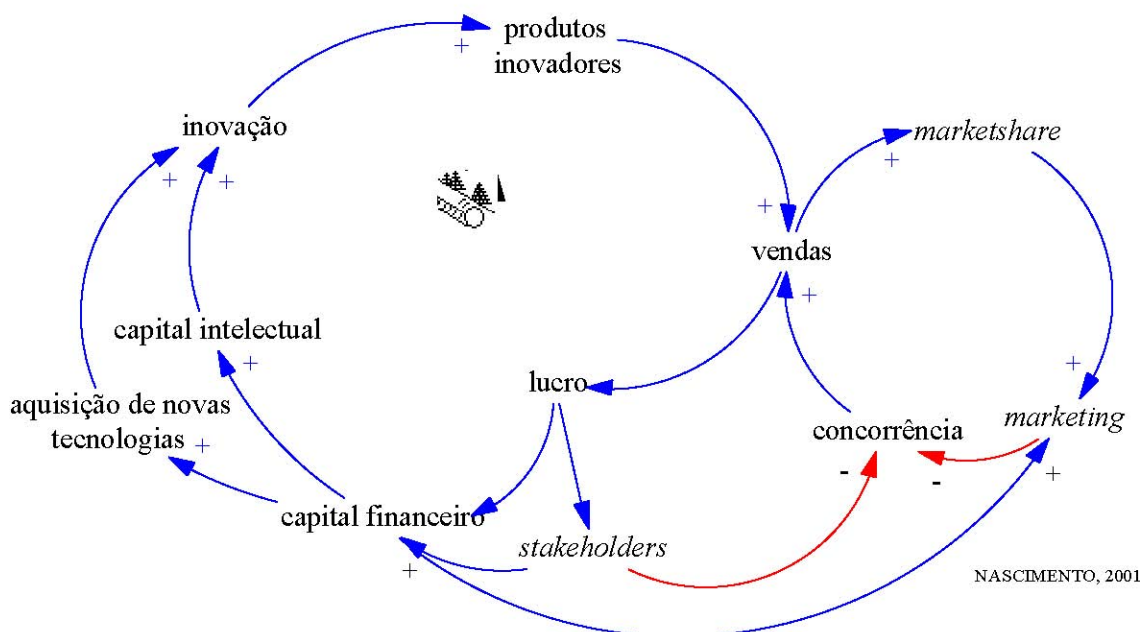 produtos
inovadores
+
inovação
marketshare
+
+
+
+
vendas
+
capital intelectual
+
lucro
+
aquisição de novas
tecnologias
+
marketing
concorrência
-
-
+
capital financeiro
stakeholders
+
NASCIMENTO, 2001